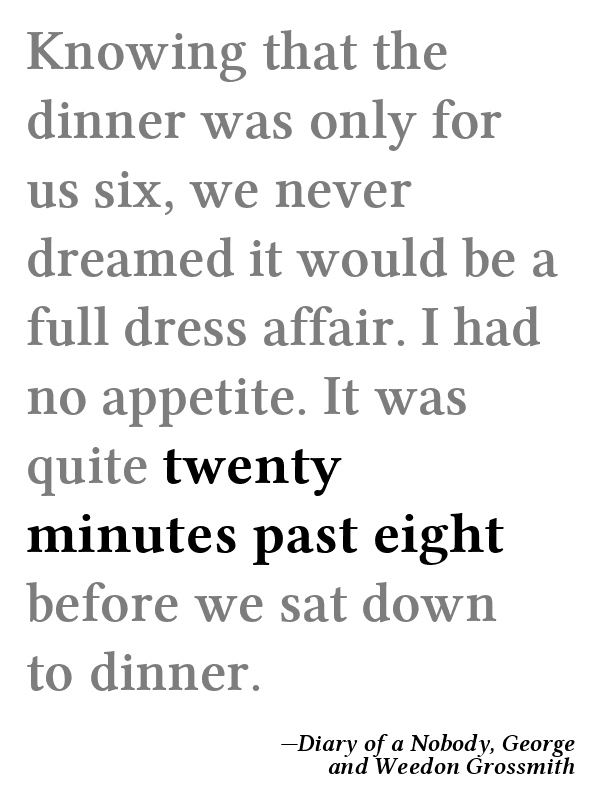 Knowing that the
dinner was only for
us six, we never
dreamed it would be a
full dress affair. I had
no appetite. It was
quite twenty
minutes past eight
before we sat down
to dinner.
—Diary of a Nobody, George
and Weedon Grossmith